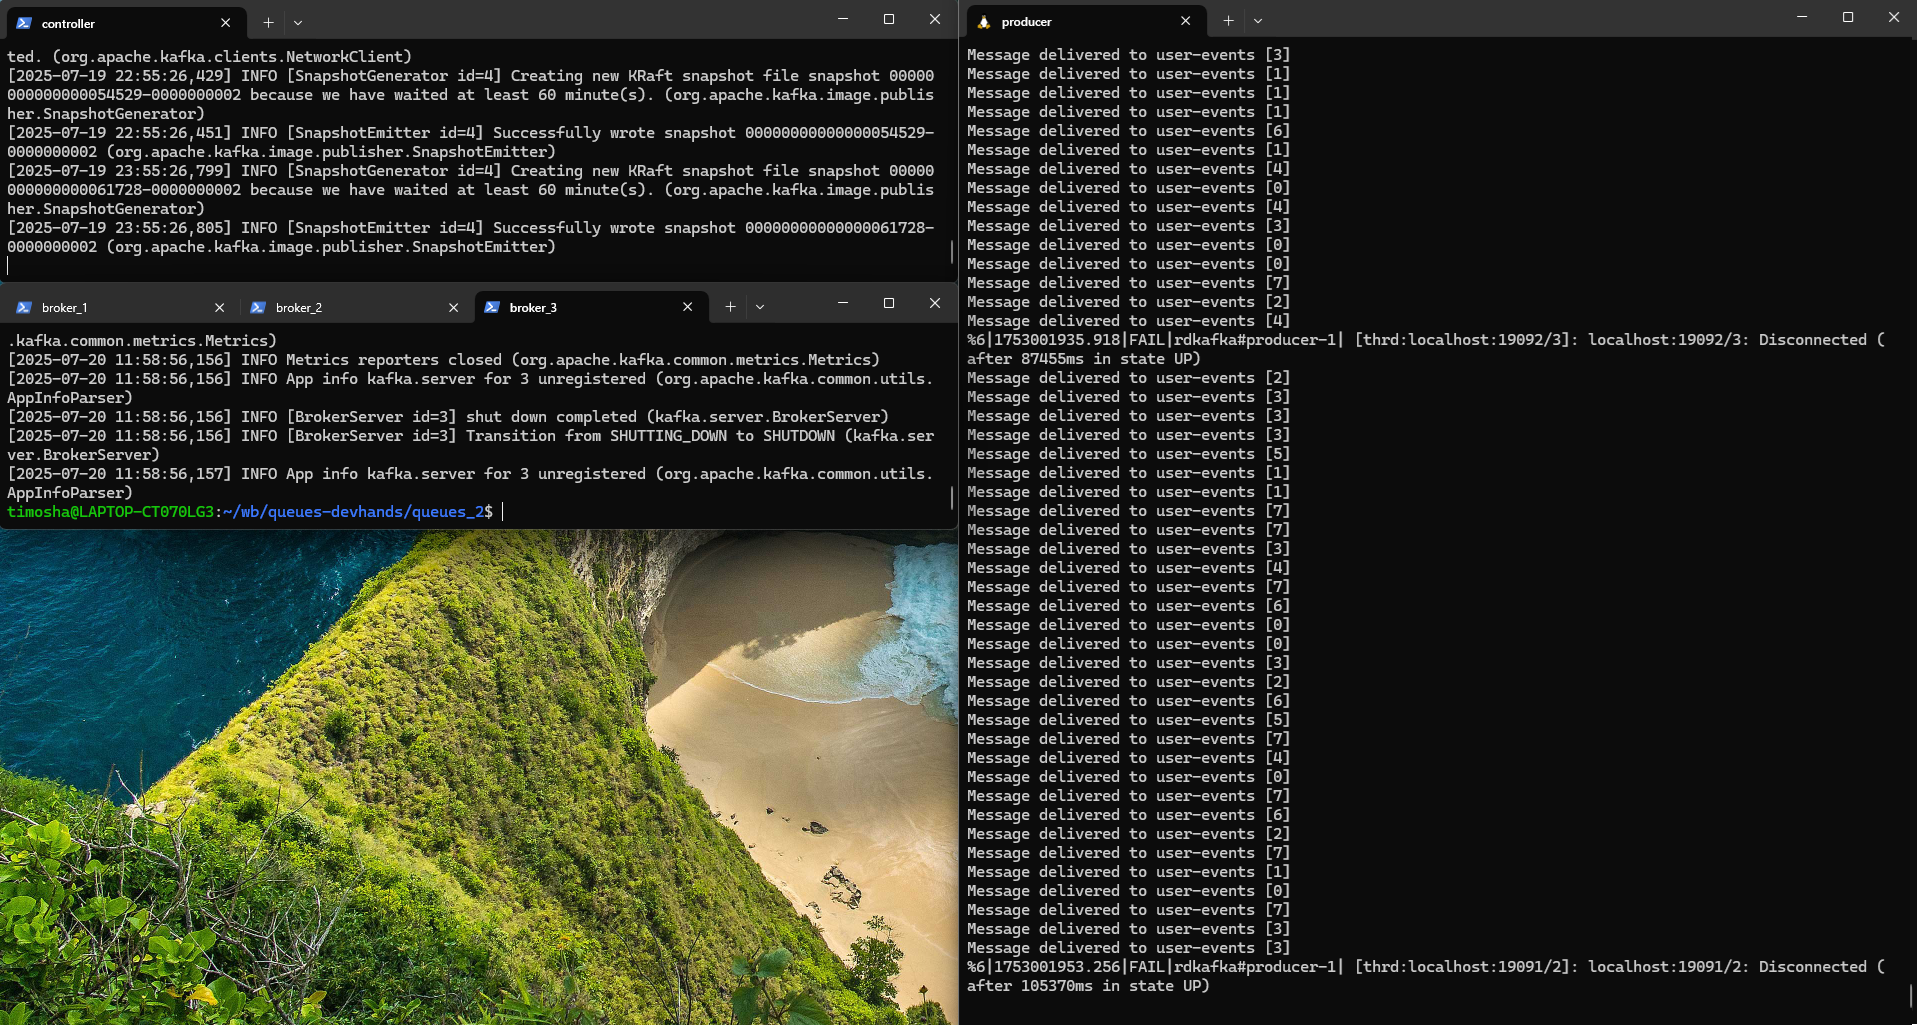 controller
ted. (org.apache.kafka.clients.NetworkClient)
[2025-07-19 22:55:26,429] INFO [SnapshotGenerator id=4] Creating new KRaft snapshot file snapshot 00000
000000000054529-0000000002 because we have waited at least 60 minute(s). (org.apache.kafka.image.publis
her.SnapshotGenerator)
[2025-07-19 22:55:26,451] INFO [SnapshotEmitter id=4] Successfully wrote snapshot 00000000000000054529-
0000000002 (org.apache.kafka.image.publisher.SnapshotEmitter)
[2025-07-19 23:55:26,799] INFO [SnapshotGenerator id=4] Creating new KRaft snapshot file snapshot 00000
000000000061728-0000000002 because we have waited at least 60 minute(s). (org.apache.kafka.image.publis
her.SnapshotGenerator)
[2025-07-19 23:55:26,805] INFO [SnapshotEmitter id=4] Successfully wrote snapshot 00000000000000061728-
0000000002 (org.apache.kafka.image.publisher.SnapshotEmitter)
broker_1
broker_2
broker_3
.kafka.common.metrics.Metrics)
[2025-07-20 11:58:56,156] INFO Metrics reporters closed (org.apache.kafka.common.metrics.Metrics)
[2025-07-20 11:58:56,156] INFO App info kafka.server for 3 unregistered (org.apache.kafka.common.utils.
AppInfoParser)
[2025-07-20 11:58:56,156] INFO [BrokerServer id=3] shut down completed (kafka.server.BrokerServer)
[2025-07-20 11:58:56,156] INFO [BrokerServer id=3] Transition from SHUTTING_DOWN to SHUTDOWN (kafka.ser
ver.BrokerServer)
[2025-07-20 11:58:56,157] INFO App info kafka.server for 3 unregistered (org.apache.kafka.common.utils.
AppInfoParser)
timosha@LAPTOP-CT070LG3:~/wb/queues-devhands/queues_2$
producer
Message delivered to user-events [3]
Message delivered to user-events [1]
Message delivered to user-events [1]
Message delivered to user-events [1]
Message delivered to user-events [6]
Message delivered to user-events [1]
Message delivered to user-events [4]
Message delivered to user-events [0]
Message delivered to user-events [4]
Message delivered to user-events [3]
Message delivered to user-events [0]
Message delivered to user-events [0]
Message delivered to user-events [7]
Message delivered to user-events [2]
Message delivered to user-events [4]
%6|1753001935.918|FAIL|rdkafka#producer-1| [thrd:localhost:19092/3]: localhost:19092/3: Disconnected (
after 87455ms in state UP)
Message delivered to user-events [2]
Message delivered to user-events [3]
Message delivered to user-events [3]
Message delivered to user-events [3]
Message delivered to user-events [5]
Message delivered to user-events [1]
Message delivered to user-events [1]
Message delivered to user-events [7]
Message delivered to user-events [7]
Message delivered to user-events [3]
Message delivered to user-events [4]
Message delivered to user-events [7]
Message delivered to user-events [6]
Message delivered to user-events [0]
Message delivered to user-events [0]
Message delivered to user-events [3]
Message delivered to user-events [2]
Message delivered to user-events [6]
Message delivered to user-events [5]
Message delivered to user-events [7]
Message delivered to user-events [4]
Message delivered to user-events [0]
Message delivered to user-events [7]
Message delivered to user-events [6]
Message delivered to user-events [2]
Message delivered to user-events [7]
Message delivered to user-events [1]
Message delivered to user-events [0]
Message delivered to user-events [7]
Message delivered to user-events [3]
Message delivered to user-events [3]
%6|1753001953.256|FAIL|rdkafka#producer-1| [thrd:localhost:19091/2]: localhost:19091/2: Disconnected (
after 105370ms in state UP)